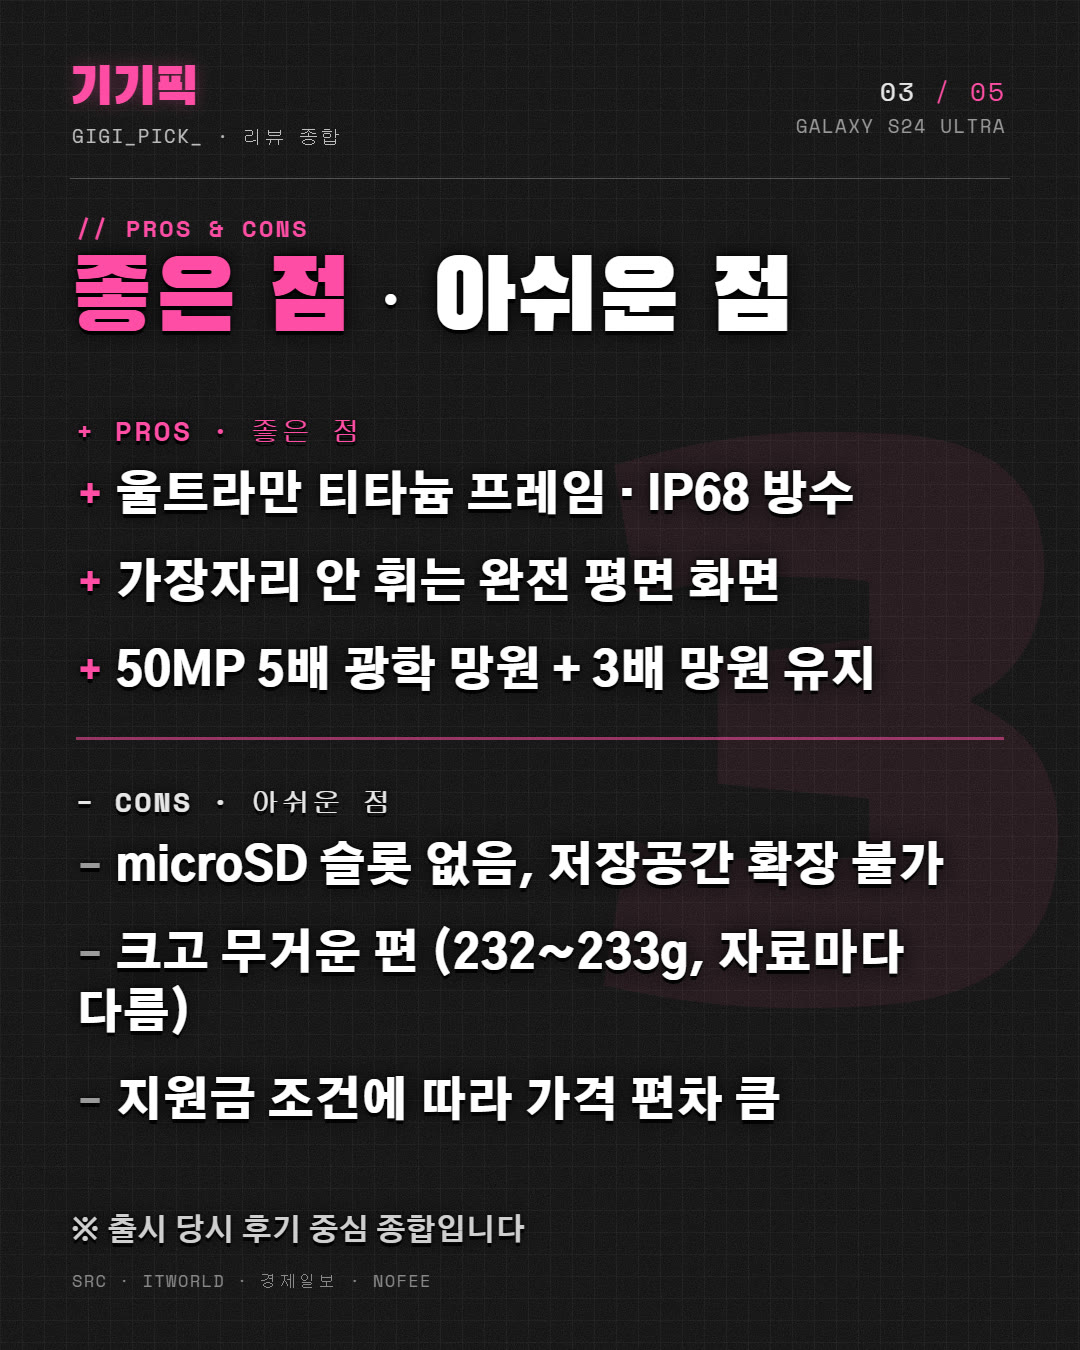 기기픽
GIGI_PICK_ · 리뷰 종합
03 / 05
GALAXY S24 ULTRA
// PROS & CONS
좋은 점 · 아쉬운 점
+ PROS · 좋은 점
+ 울트라만 티타늄 프레임 · IP68 방수
+ 가장자리 안 휘는 완전 평면 화면
+ 50MP 5배 광학 망원 + 3배 망원 유지
- CONS · 아쉬운 점
- microSD 슬롯 없음, 저장공간 확장 불가
- 크고 무거운 편 (232~233g, 자료마다
다름)
- 지원금 조건에 따라 가격 편차 큼
3
※ 출시 당시 후기 중심 종합입니다
SRC · ITWORLD · 경제일보 · NOFEE